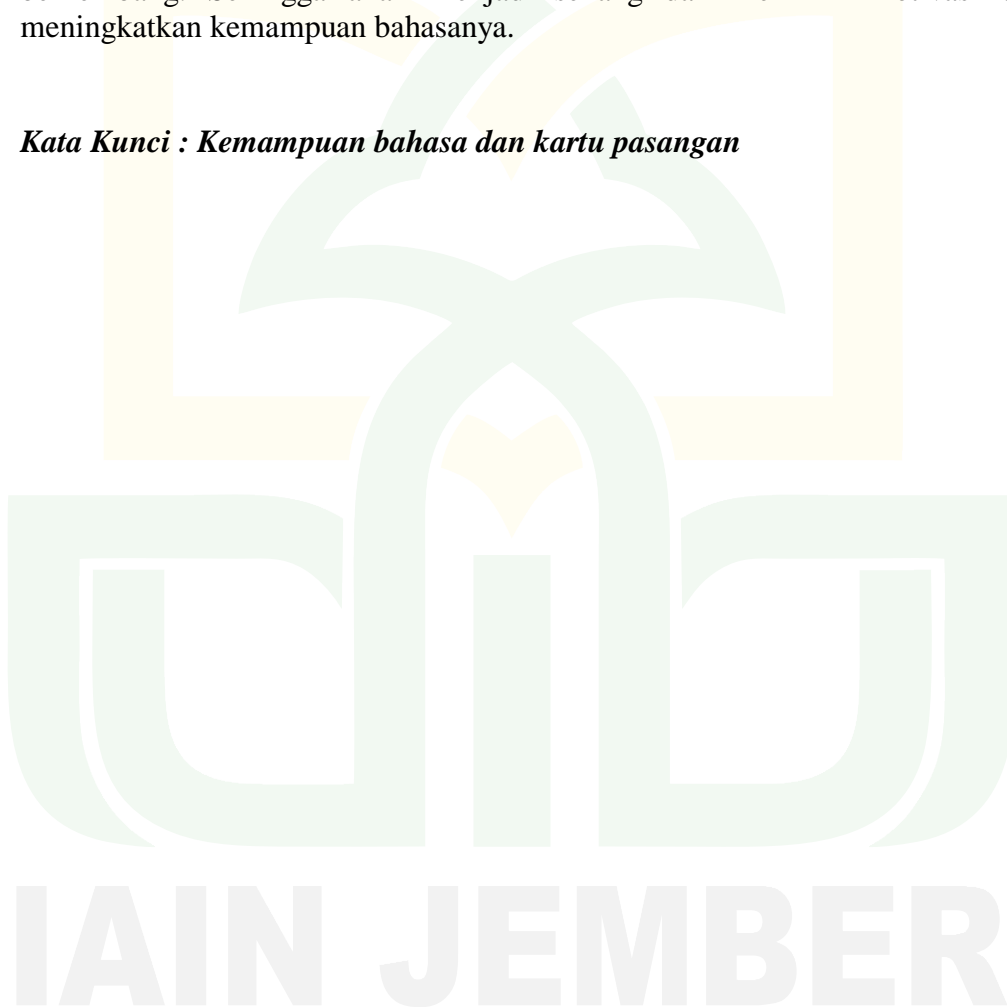 meningkatkan kemampuan bahasanya.
Kata Kunci : Kemampuan bahasa dan kartu pasangan
IAIN JEMBER